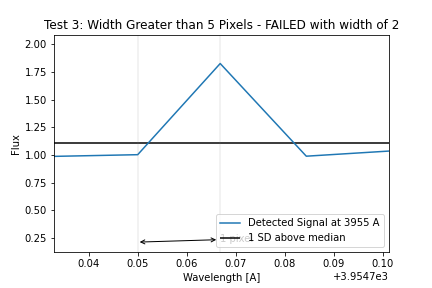 Test 3: Width Greater than 5 Pixels - FAILED with width of 2
2.00
1.75
1.50
1.25
1.00
0.75
0.50
0.25
Flux
Detected Signal at 3955 A
1 SD above median
0.04
0.05
0.06
0.07
0.08
0.09
0.10
Wavelength [A]
+3.9547e3